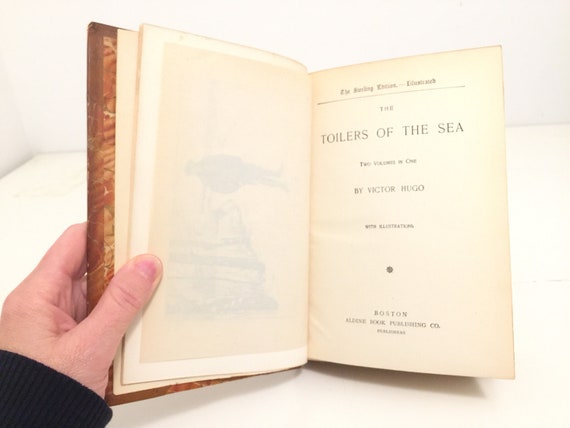 The Sterling Edition.—Illustrated
THE
TOILERS OF THE SEA
TWO VOLUMES IN ONE
BY VICTOR HUGO
WITH ILLUSTRATIONS
BOSTON
ALDINE BOOK PUBLISHING CO.
PUBLISHERS